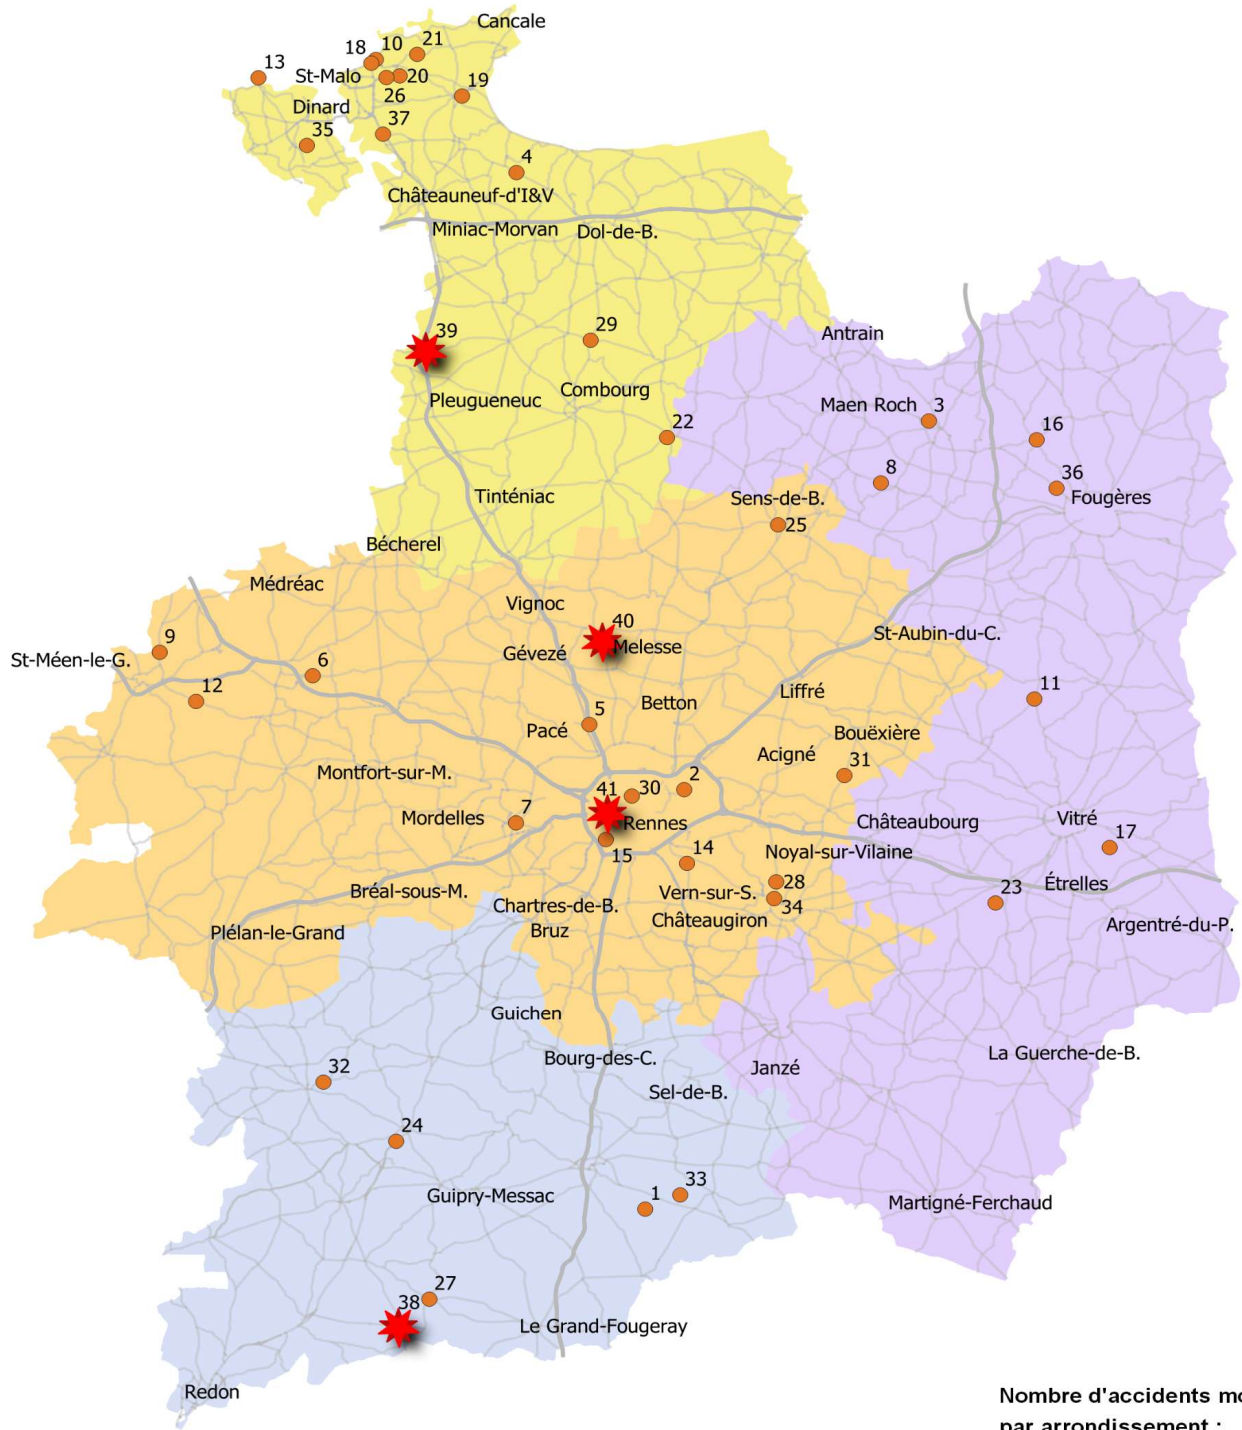 Cancale
21
10
18
13
St-Malo
20
19
26
Dinard
37
35
4
Châteauneuf-d'I&V
Miniac-Morvan
Dol-de-B.
39
29
Antrain
Combourg
Pleugueneuc
Maen Roch
3
16
22
8
36
Fougères
Tinténiac
Sens-de-B.
25
Bécherel
Médréac
Vignoc
40
St-Aubin-du-C.
9
Melesse
Gévezé
St-Méen-le-G.
6
12
Liffré
11
Betton
5
Pacé
Bouëxière
Acigné
31
Montfort-sur-M.
2
41
30
7
Mordelles
Rennes
Châteaubourg
Vitré
17
15
14
Noyal-sur-Vilaine
28
Étrelles
23
Bréal-sous-M.
Vern-sur-S.
34
Chartres-de-B.
Châteaugiron
Argentré-du-P.
Plélan-le-Grand
Bruz
Guichen
Bourg-des-C.
La Guerche-de-B.
Janzé
32
Sel-de-B.
24
33
Guipry-Messac
1
Martigné-Ferchaud
27
38
Le Grand-Fougeray
Redon
Nombre d'accidents mo
par arrondissement :